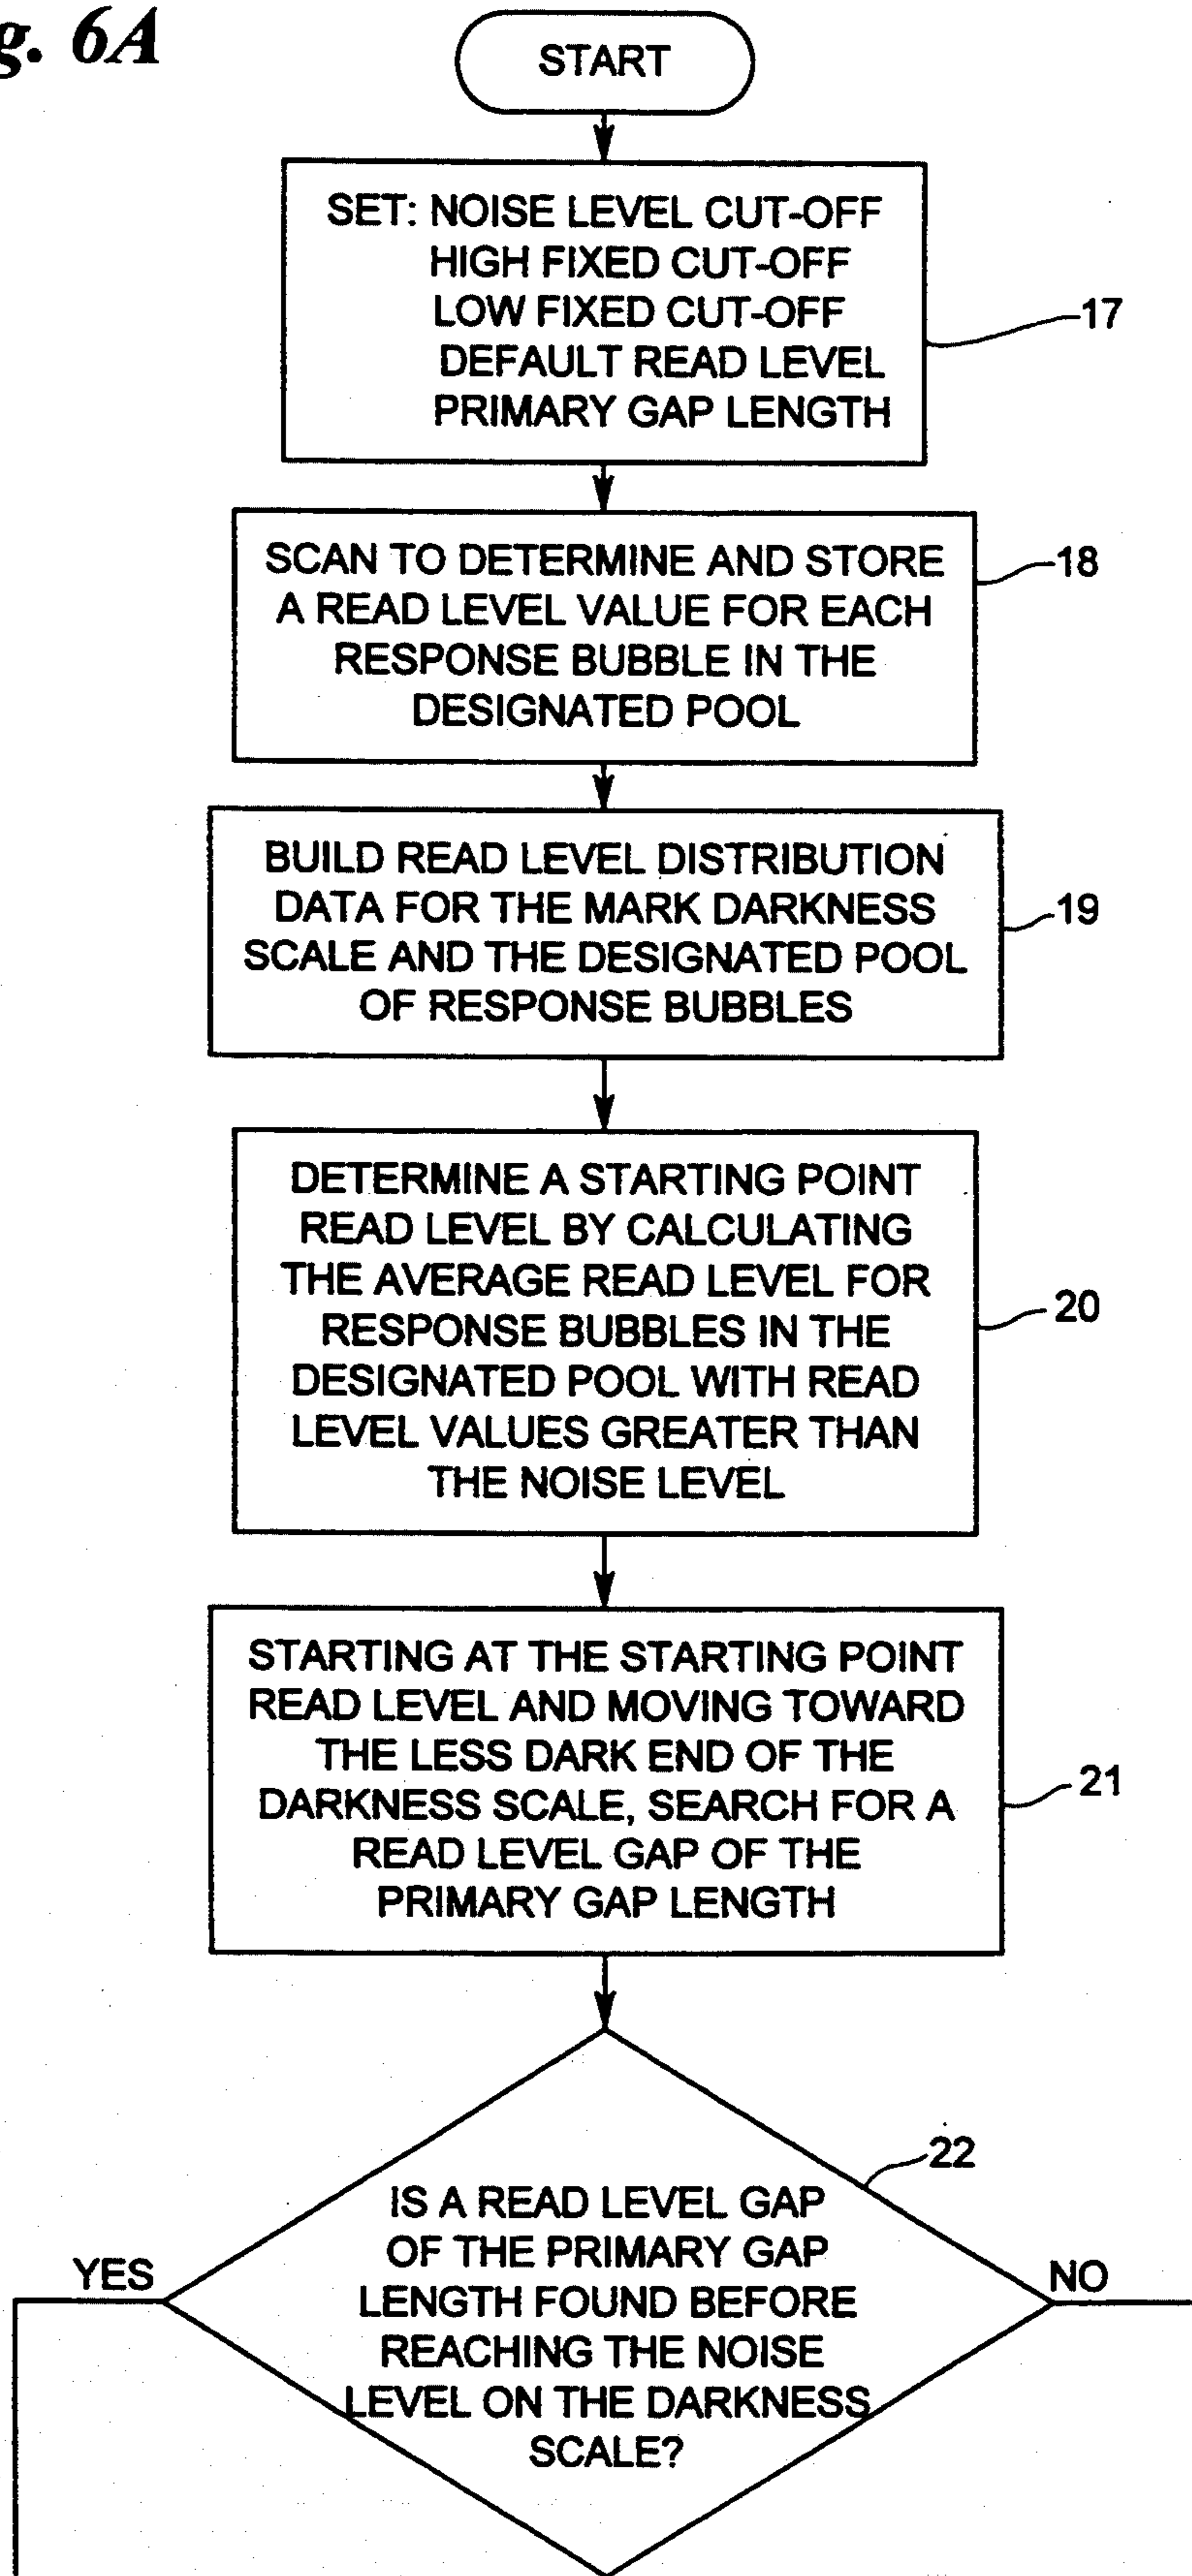 g. 6A
START
SET: NOISE LEVEL CUT-OFF
HIGH FIXED CUT-OFF
LOW FIXED CUT-OFF
DEFAULT READ LEVEL
PRIMARY GAP LENGTH
17
SCAN TO DETERMINE AND STORE
A READ LEVEL VALUE FOR EACH
RESPONSE BUBBLE IN THE
DESIGNATED POOL
18
BUILD READ LEVEL DISTRIBUTION
DATA FOR THE MARK DARKNESS
SCALE AND THE DESIGNATED POOL
OF RESPONSE BUBBLES
19
DETERMINE A STARTING POINT
READ LEVEL BY CALCULATING
THE AVERAGE READ LEVEL FOR
RESPONSE BUBBLES IN THE
DESIGNATED POOL WITH READ
LEVEL VALUES GREATER THAN
THE NOISE LEVEL
20
STARTING AT THE STARTING POINT
READ LEVEL AND MOVING TOWARD
THE LESS DARK END OF THE
DARKNESS SCALE, SEARCH FOR A
READ LEVEL GAP OF THE
PRIMARY GAP LENGTH
21
22
IS A READ LEVEL GAP
OF THE PRIMARY GAP
LENGTH FOUND BEFORE
REACHING THE NOISE
LEVEL ON THE DARKNESS
SCALE?
YES
NO